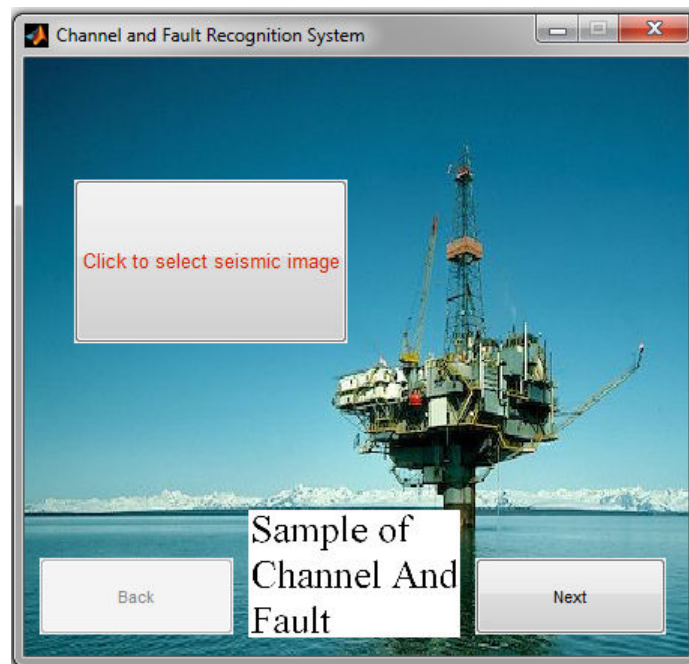 Channel and Fault Recognition System
Click to select seismic image
Sample of
Channel And
Fault
Back
Next